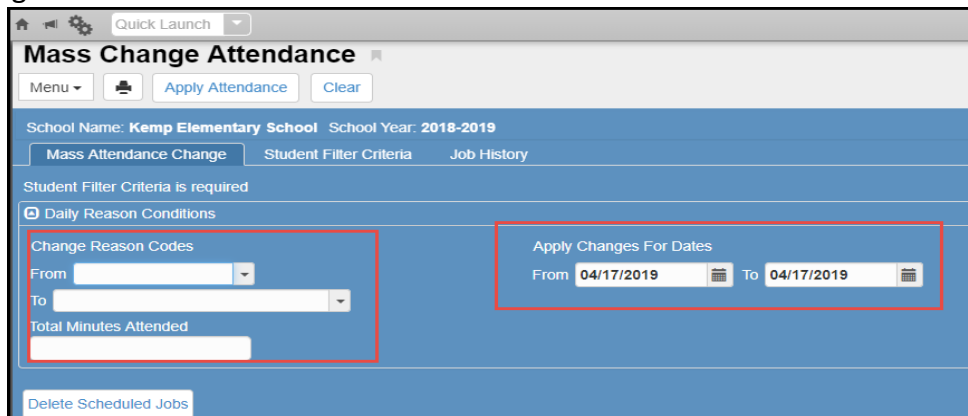 Quick Launch
Mass Change Attendance
Menu Apply Attendance Clear
School Name: Kemp Elementary School School Year: 2018-2019
Mass Attendance Change Student Filter Criteria Job History
Student Filter Criteria is required
Daily Reason Conditions
Change Reason Codes Apply Changes For Dates
From From 04/17/2019 To 04/17/2019
To
Total Minutes Attended
Delete Scheduled Jobs